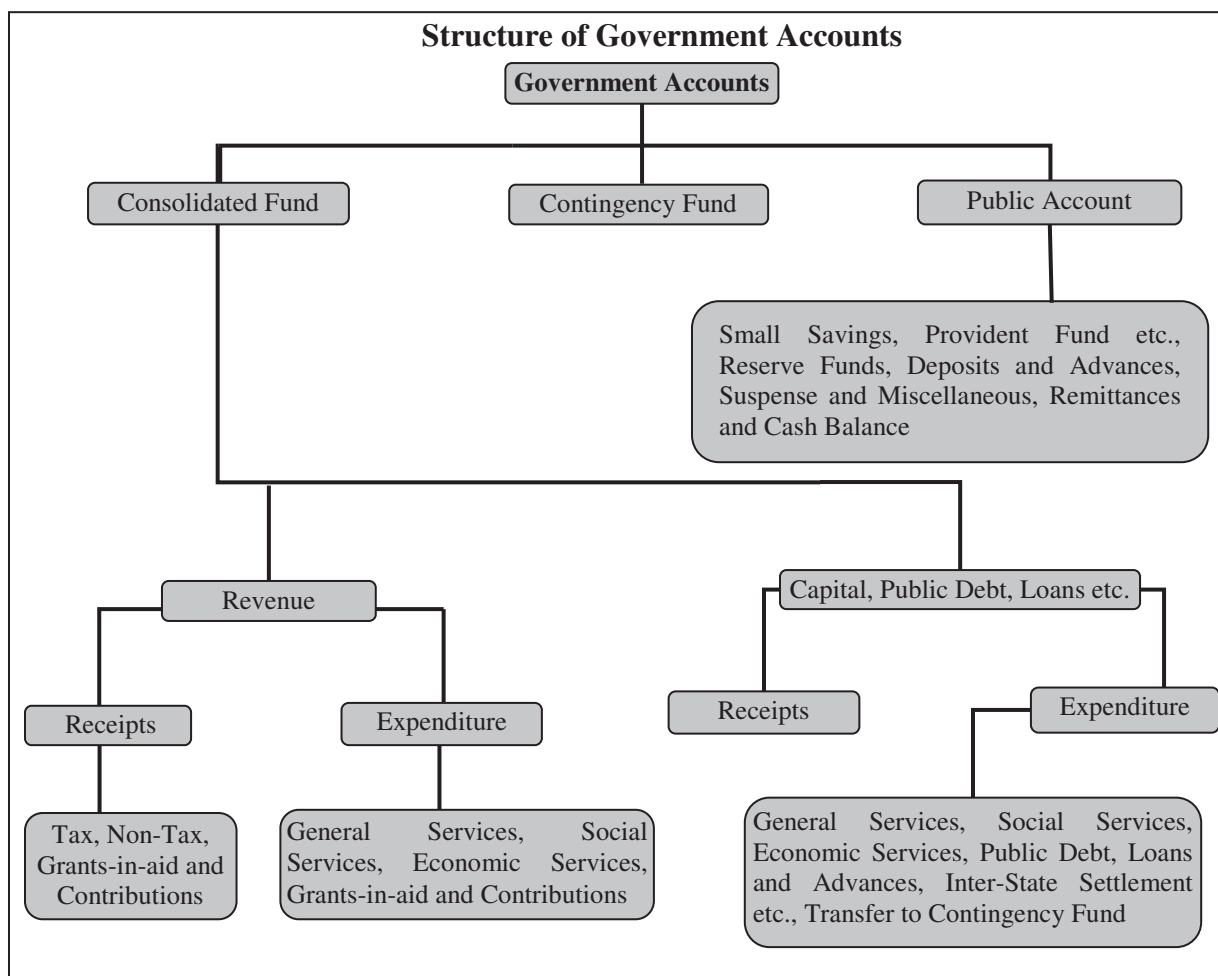 Structure of Government Accounts
Government Accounts
Consolidated Fund
Contingency Fund
Public Account
Small Savings, Provident Fund etc.,
Reserve Funds, Deposits and Advances,
Suspense and Miscellaneous, Remittances
and Cash Balance
Revenue
Capital, Public Debt, Loans etc.
Receipts
Expenditure
Receipts
Expenditure
Tax, Non-Tax,
Grants-in-aid and
Contributions
General Services, Social
Services, Economic Services,
Grants-in-aid and Contributions
General Services, Social Services,
Economic Services, Public Debt, Loans
and Advances, Inter-State Settlement
etc., Transfer to Contingency Fund